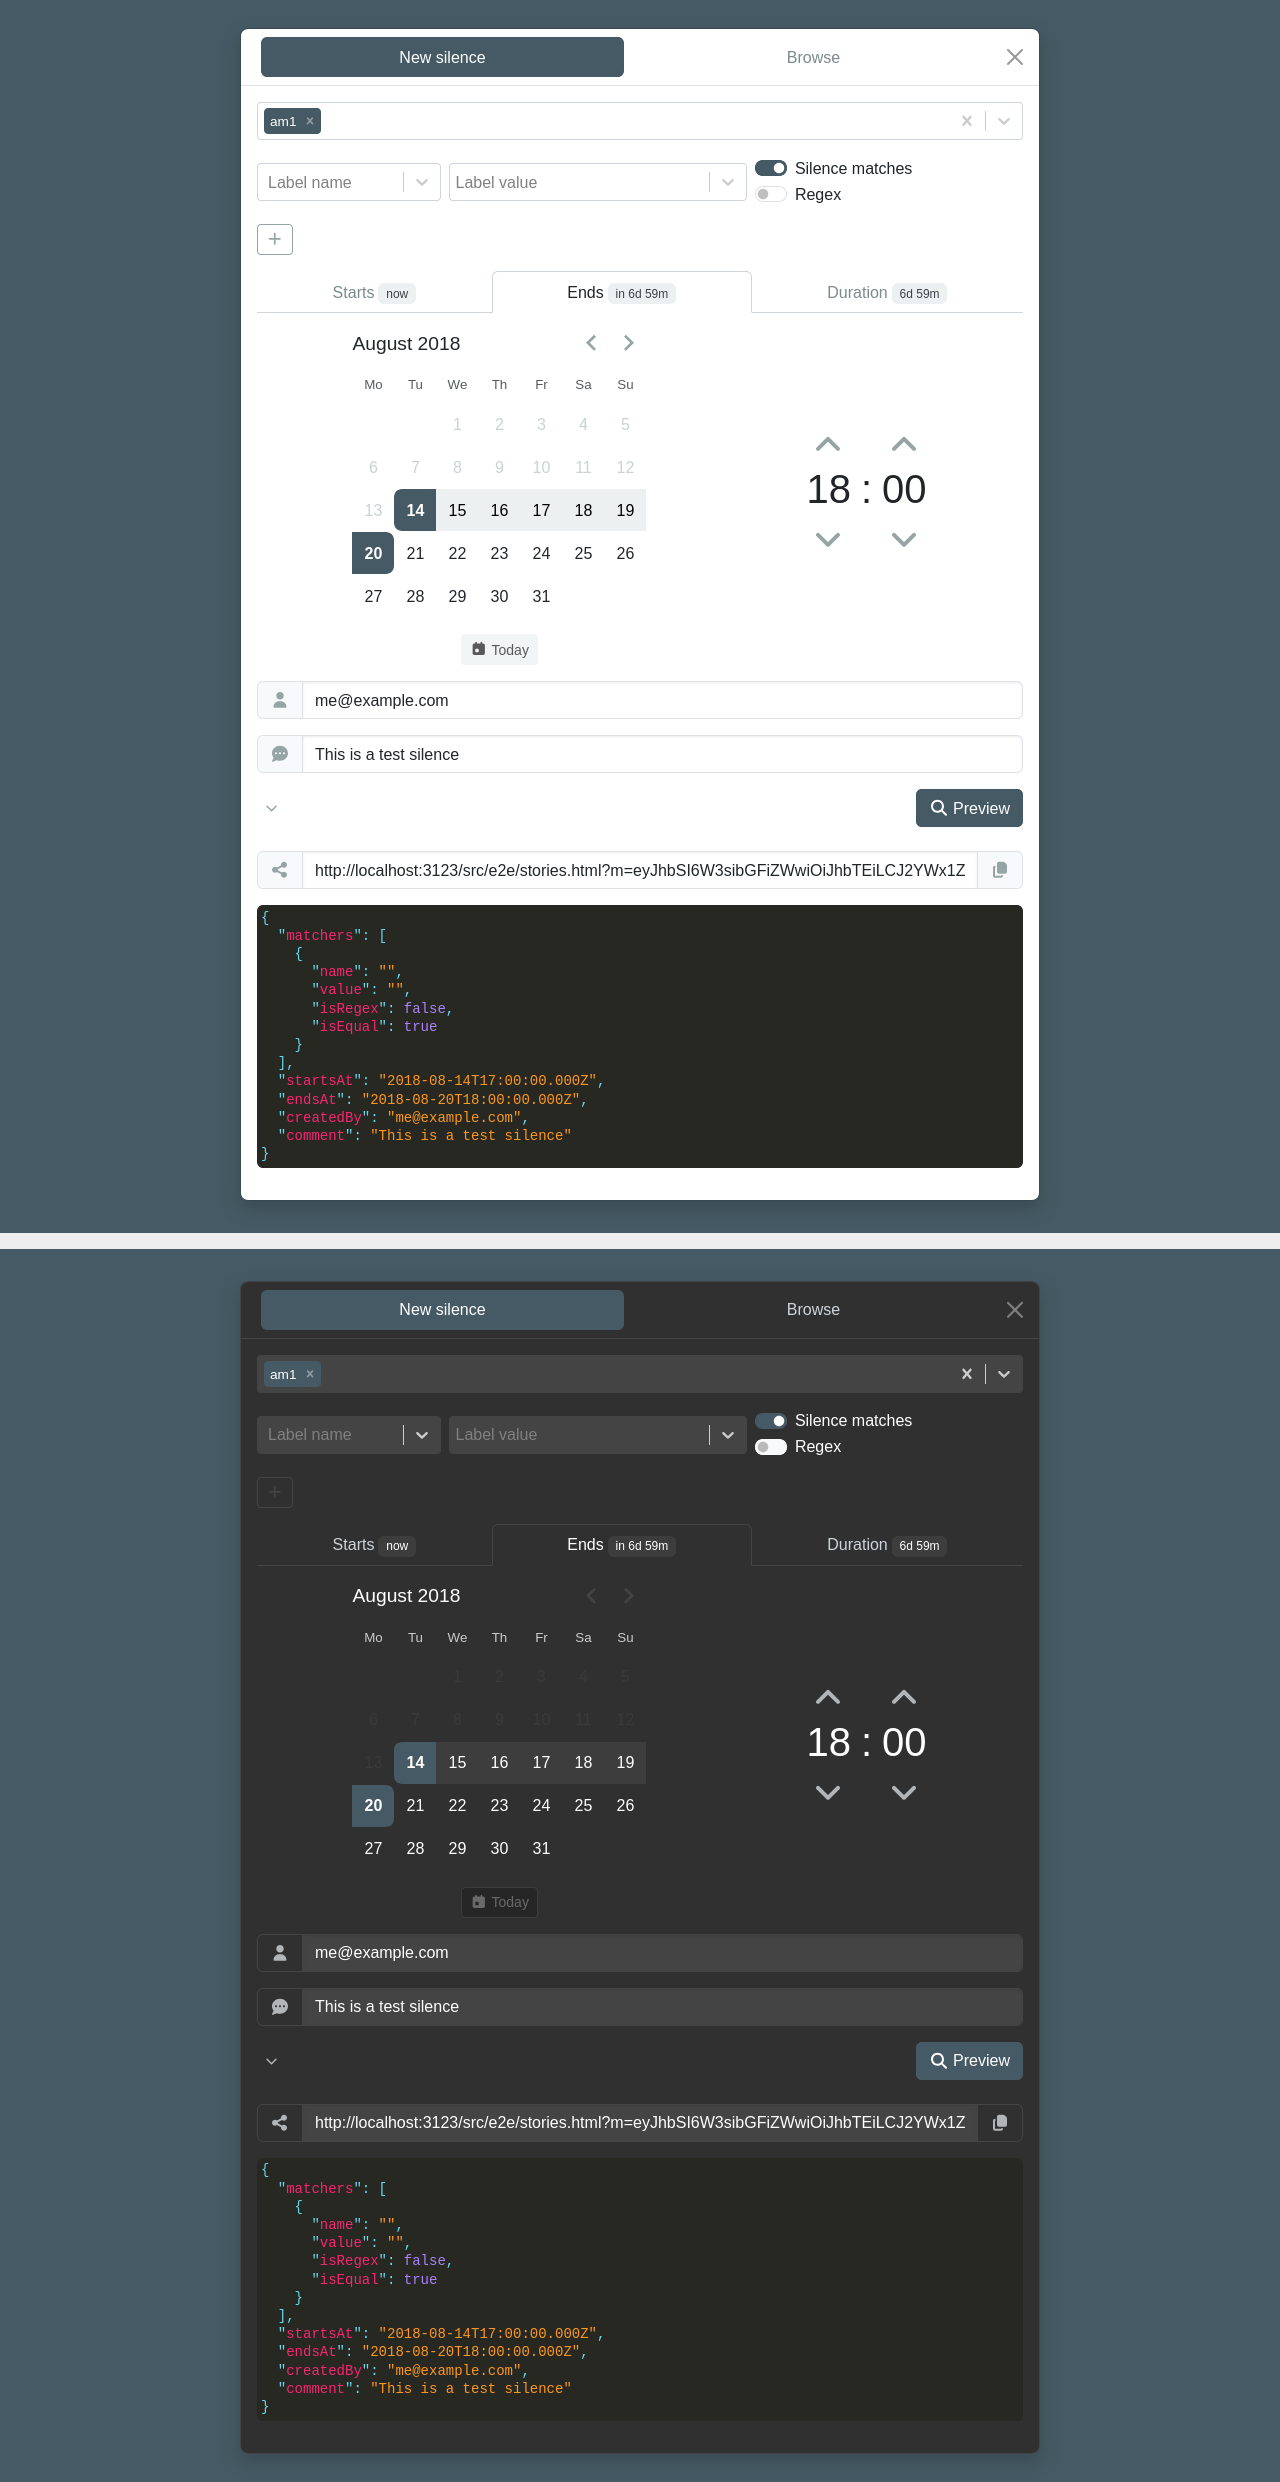 New silence Browse
am1
Label name Label value Silence matches
Regex
Starts now Ends in 6d 59m Duration 6d 59m
August 2018
Mo Tu We Th Fr Sa Su
1 2 3 4 5
6 7 8 9 10 11 12
13 14 15 16 17 18 19
18 : 00
20 21 22 23 24 25 26
27 28 29 30 31
Today
me@example.com
This is a test silence
Preview
http://localhost:3123/src/e2e/stories.html?m=eyJhbSI6W3sibGFiZWwiOiJhbTEiLCJ2YWx1Z
{
"matchers": [
{
"name": "",
"value": "",
"isRegex": false,
"isEqual": true
}
],
"startsAt": "2018-08-14T17:00:00.000Z",
"endsAt": "2018-08-20T18:00:00.000Z",
"createdBy": "me@example.com",
"comment": "This is a test silence"
}
New silence Browse
am1
Label name Label value Silence matches
Regex
Starts now Ends in 6d 59m Duration 6d 59m
August 2018
Mo Tu We Th Fr Sa Su
1 2 3 4 5
6 7 8 9 10 11 12
13 14 15 16 17 18 19
18 : 00
20 21 22 23 24 25 26
27 28 29 30 31
Today
me@example.com
This is a test silence
Preview
http://localhost:3123/src/e2e/stories.html?m=eyJhbSI6W3sibGFiZWwiOiJhbTEiLCJ2YWx1Z
{
"matchers": [
{
"name": "",
"value": "",
"isRegex": false,
"isEqual": true
}
],
"startsAt": "2018-08-14T17:00:00.000Z",
"endsAt": "2018-08-20T18:00:00.000Z",
"createdBy": "me@example.com",
"comment": "This is a test silence"
}